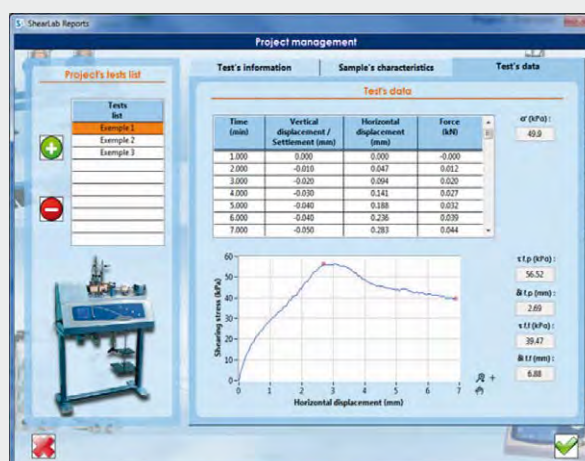 ShearLab Reports
Project management
Project's tests list
Tests
list
Exemple 1
Exemple 2
Exemple 3
Test's information
Sample's characteristics
Test's data
Test's data
Time
(min)
Vertical
displacement /
Settlement (mm)
Horizontal
displacement
(mm)
Force
(kN)
1.000 0.000 0.000 -0.000
2.000 -0.010 0.047 0.012
3.000 -0.020 0.094 0.020
4.000 -0.030 0.141 0.027
5.000 -0.040 0.188 0.032
6.000 -0.040 0.236 0.039
7.000 -0.050 0.283 0.044
σ' (kPa) :
49.9
60
50
40
30
20
10
0
Shearing stress (kPa)
0 1 2 3 4 5 6 7
Horizontal displacement (mm)
τ f.p (kPa) :
56.52
δl f.p (mm) :
2.69
τ f.f (kPa) :
39.47
δl f.f (mm) :
6.88